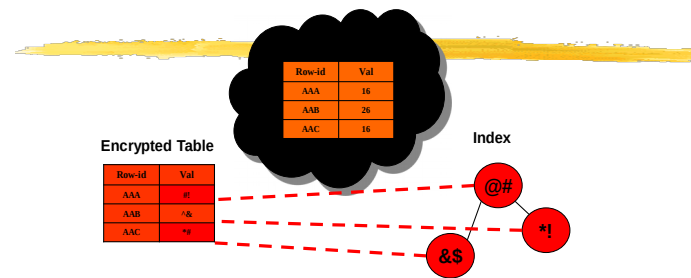 Row-id Val
AAA 16
AAB 26
AAC 16
Encrypted Table
Row-id Val
AAA #!
AAB ^&
AAC *#
Index
@#
*!
&$